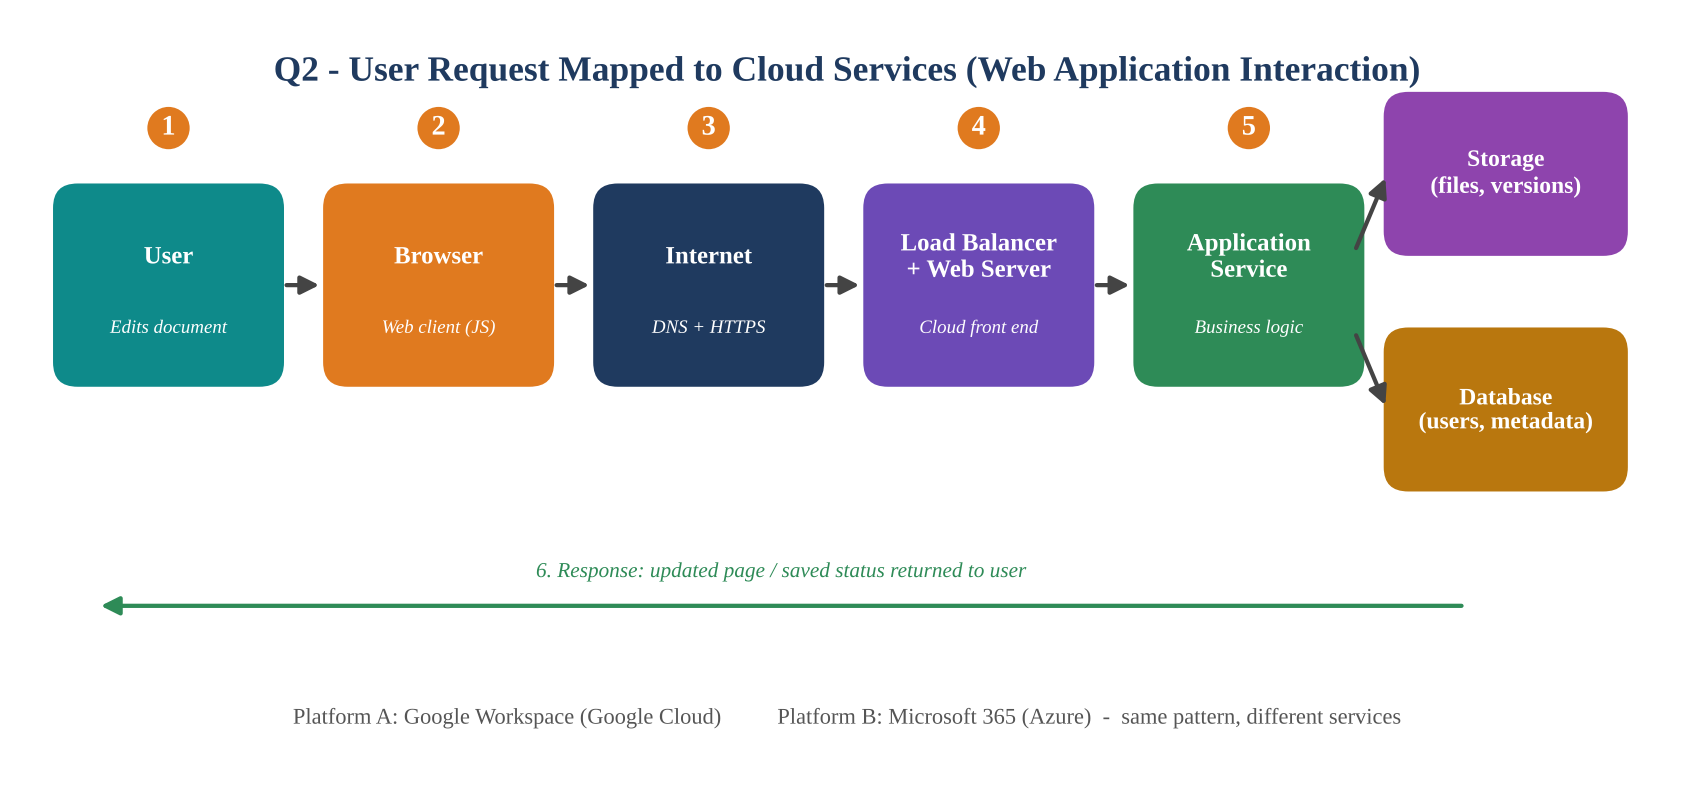 Q2 - User Request Mapped to Cloud Services (Web Application Interaction)
1
2
3
4
5
User
Edits document
Browser
Web client (JS)
Internet
DNS + HTTPS
Load Balancer
+ Web Server
Cloud front end
Application
Service
Business logic
Storage
(files, versions)
Database
(users, metadata)
6. Response: updated page / saved status returned to user
Platform A: Google Workspace (Google Cloud)
Platform B: Microsoft 365 (Azure) - same pattern, different services